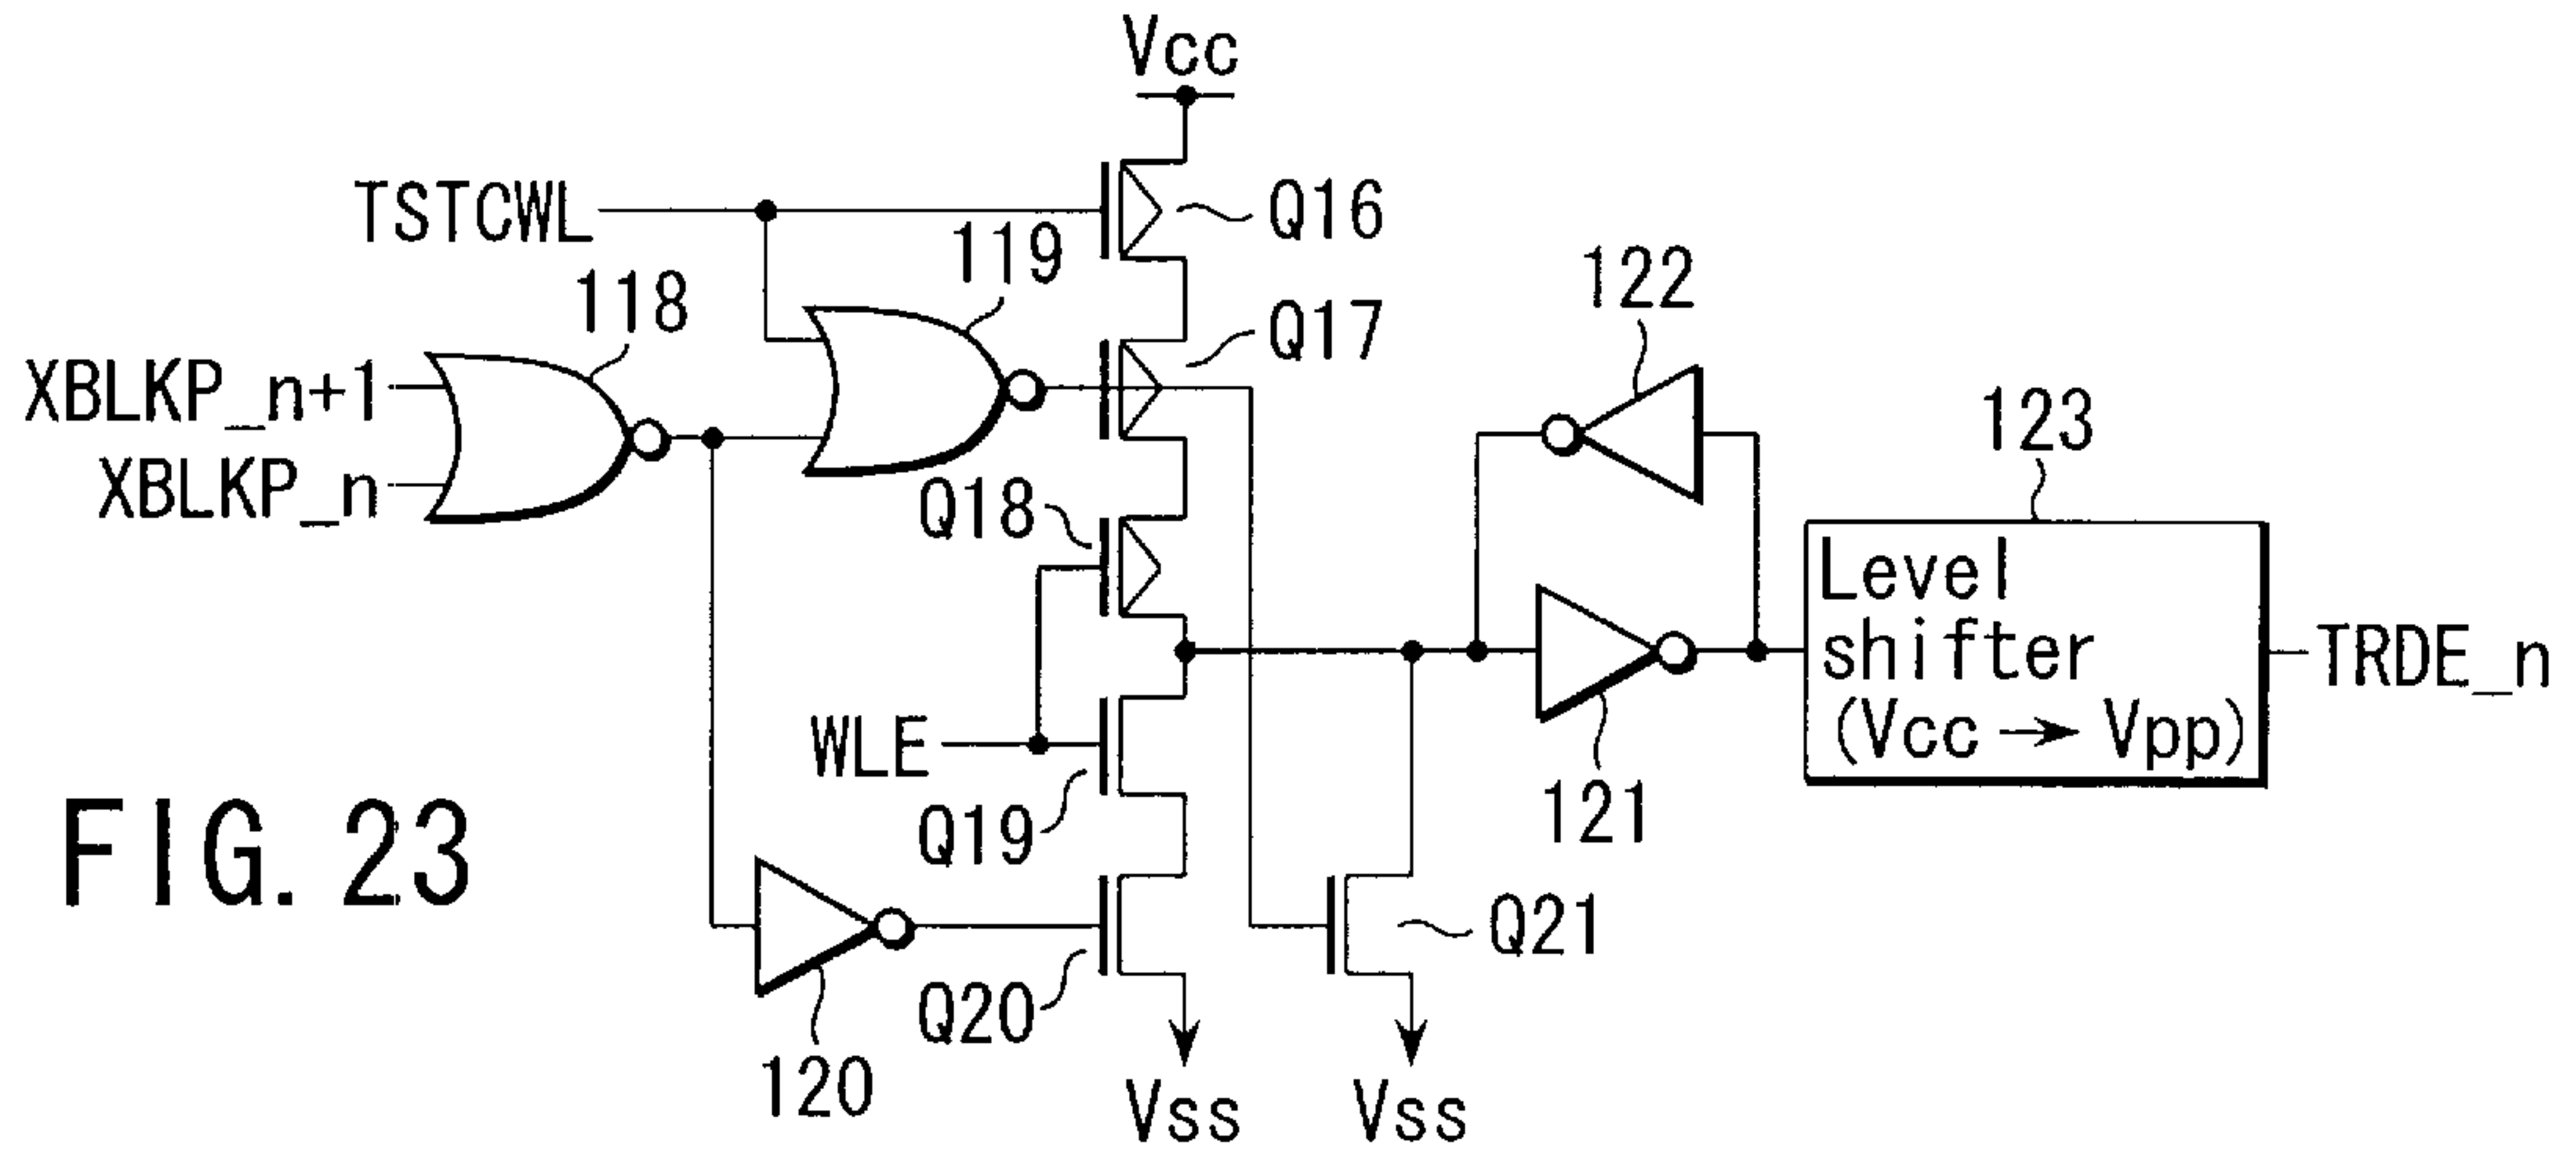 Vcc
TSTCWL
Q16
119
118
Q17
122
XBLKP_n+1
123
XBLKP_n
Q18
Level
shifter
(Vcc → Vpp)
TRDE_n
WLE
Q19
121
FIG. 23
Q20
Q21
120
Vss
Vss